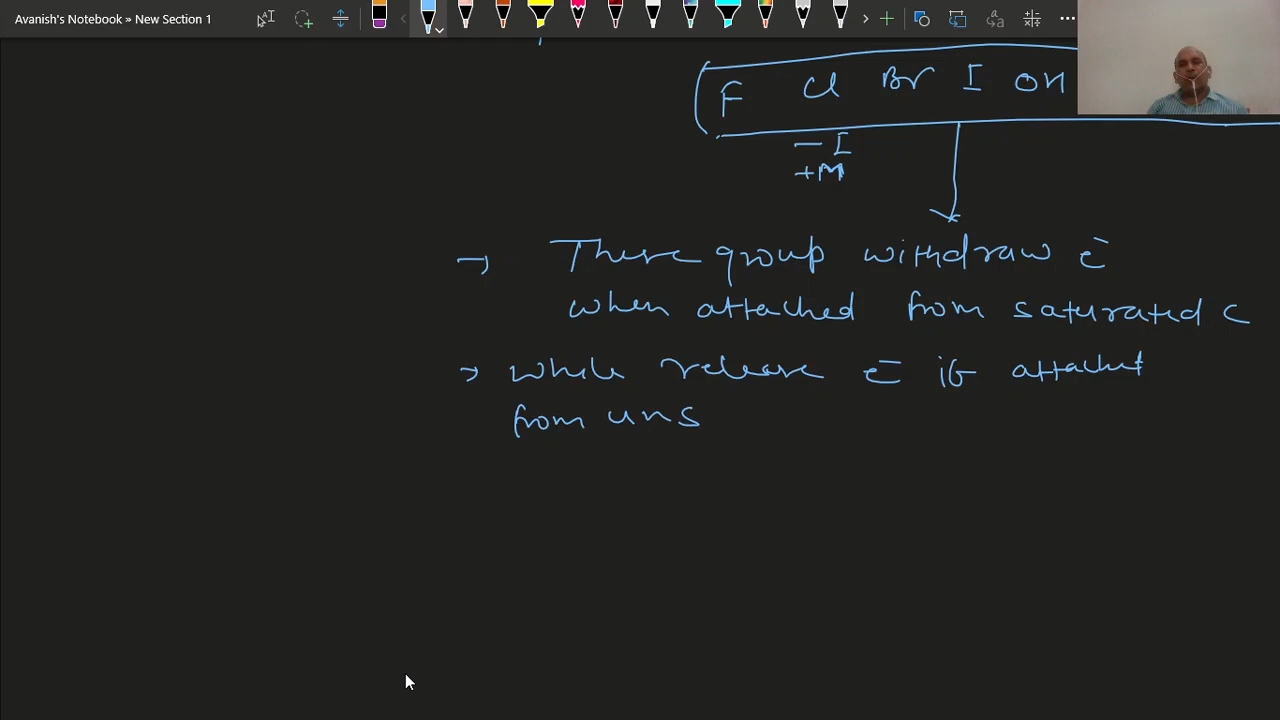 Avanish's Notebook » New Section 1
F Cl Br I OH
- I
+M
→ These group withdraw ē
when attached from saturated C
→ while release ē if attached
from uns